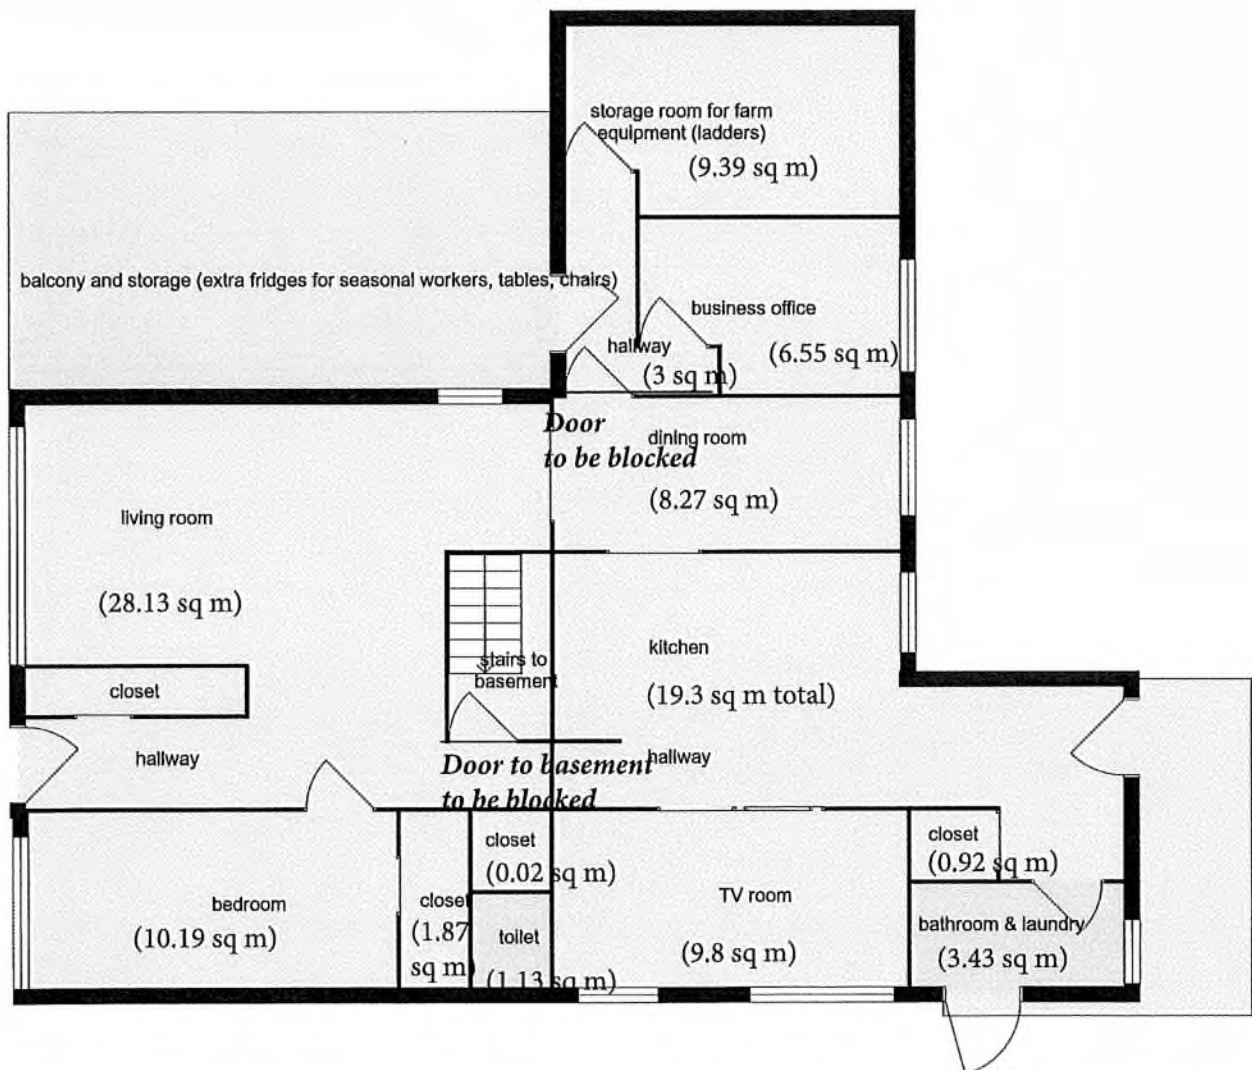 storage room for farm
equipment (ladders)
(9.39 sq m)
balcony and storage (extra fridges for seasonal workers, tables, chairs)
business office
(6.55 sq m)
hallway
(3 sq m)
Door
to be blocked
dining room
(8.27 sq m)
living room
(28.13 sq m)
closet
hallway
stairs to
basement
kitchen
(19.3 sq m total)
hallway
Door to basement
to be blocked
bedroom
(10.19 sq m)
closet
(1.87
sq m)
closet
(0.02 sq m)
toilet
(1.13 sq m)
TV room
(9.8 sq m)
closet
(0.92 sq m)
bathroom & laundry
(3.43 sq m)